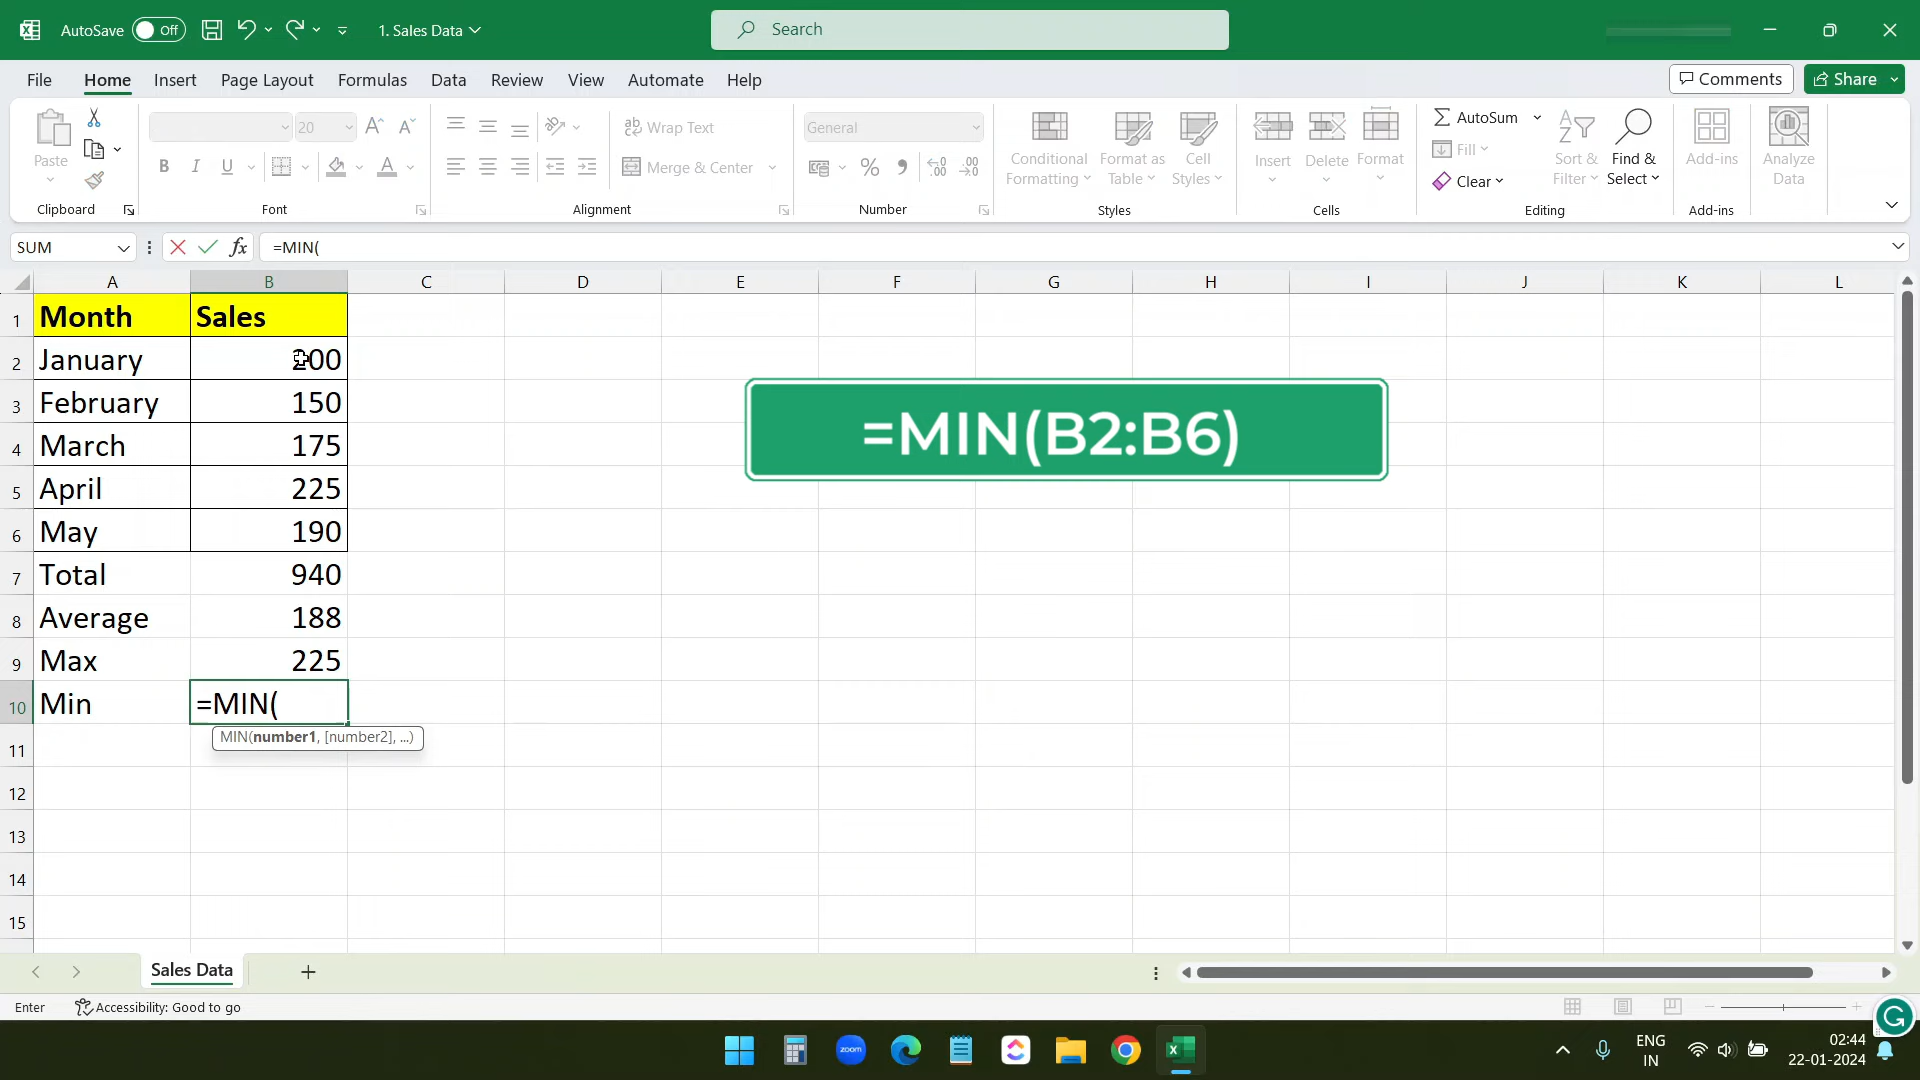 AutoSave Off 1. Sales Data Search
File Home Insert Page Layout Formulas Data Review View Automate Help Comments Share
Paste
Clipboard
20
B I U A
Font
Wrap Text
Merge & Center
Alignment
General
Number
Conditional Formatting
Format as Table
Cell Styles
Styles
Insert Delete Format
Cells
AutoSum
Fill
Clear
Sort & Filter
Find & Select
Editing
Add-ins
Add-ins
Analyze Data
SUM fx =MIN(
A B C D E F G H I J K L
1 Month Sales
2 January 200
3 February 150
4 March 175
5 April 225
6 May 190
7 Total 940
8 Average 188
9 Max 225
10 Min =MIN(
MIN(number1, [number2], ...)
11
12
13
14
15
=MIN(B2:B6)
Sales Data
Enter Accessibility: Good to go
zoom
ENG
IN
02:44
22-01-2024